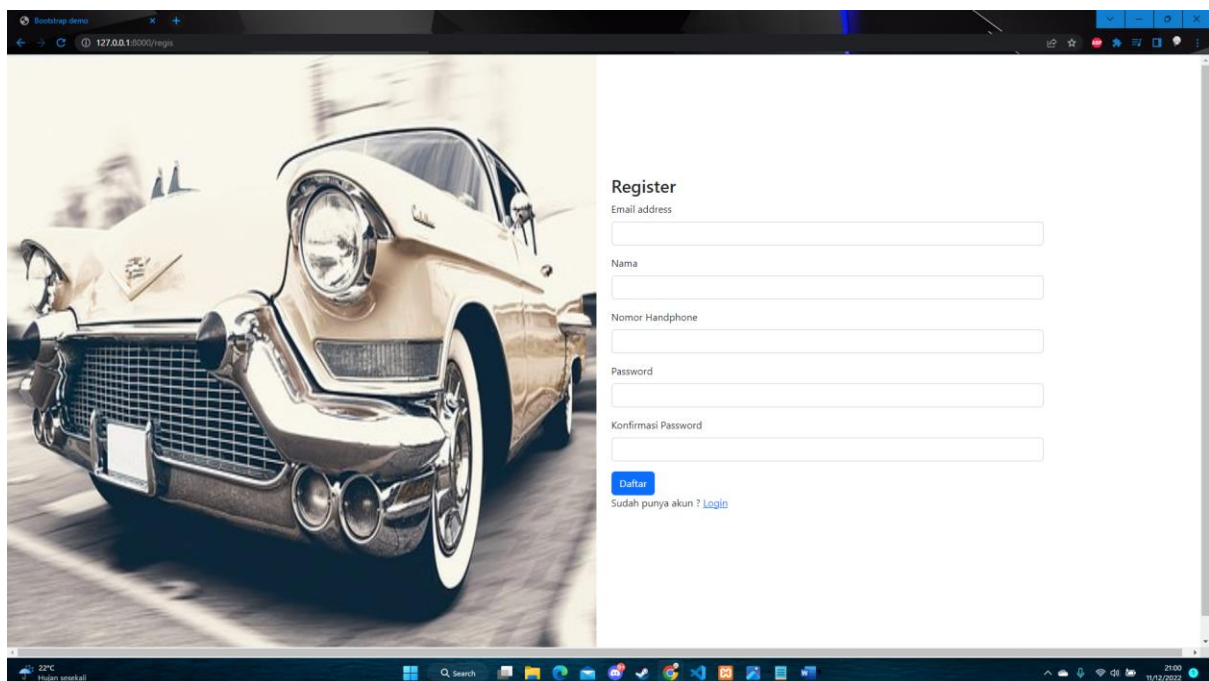 Bootstrap demo
127.0.0.1:8000/regis
Register
Email address
Nama
Nomor Handphone
Password
Konfirmasi Password
Daftar
Sudah punya akun ? Login
22°C
Hujan sesekali
Search
21:00
11/12/2022